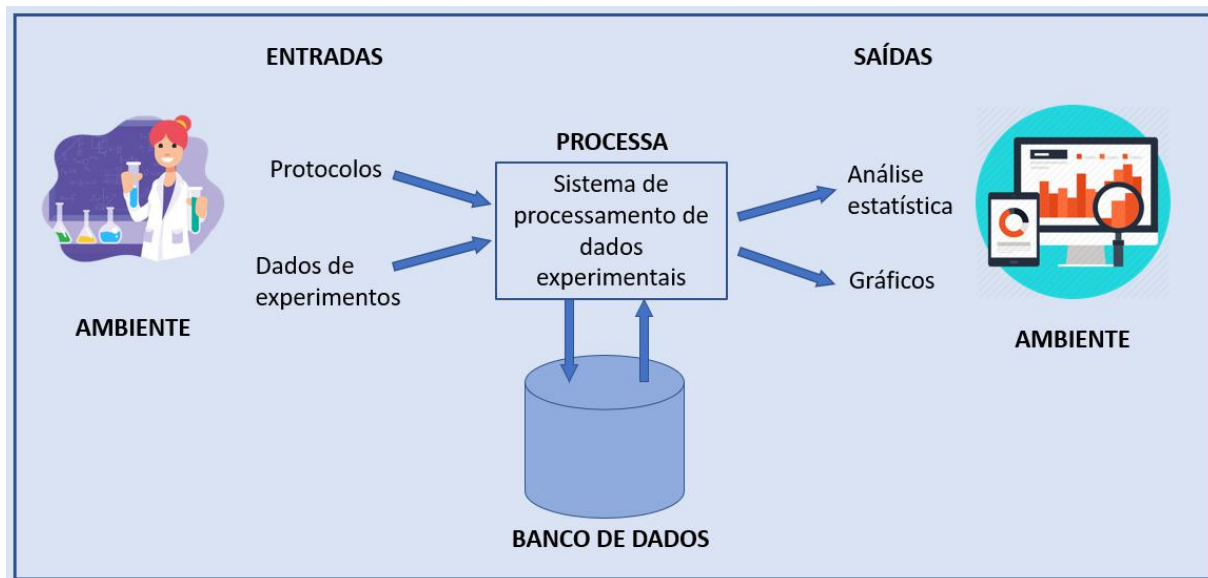 ENTRADAS
SAÍDAS
PROCESSA
Protocolos
Sistema de
processamento de
dados
experimentais
Análise
estatística
Dados de
experimentos
Gráficos
AMBIENTE
AMBIENTE
BANCO DE DADOS